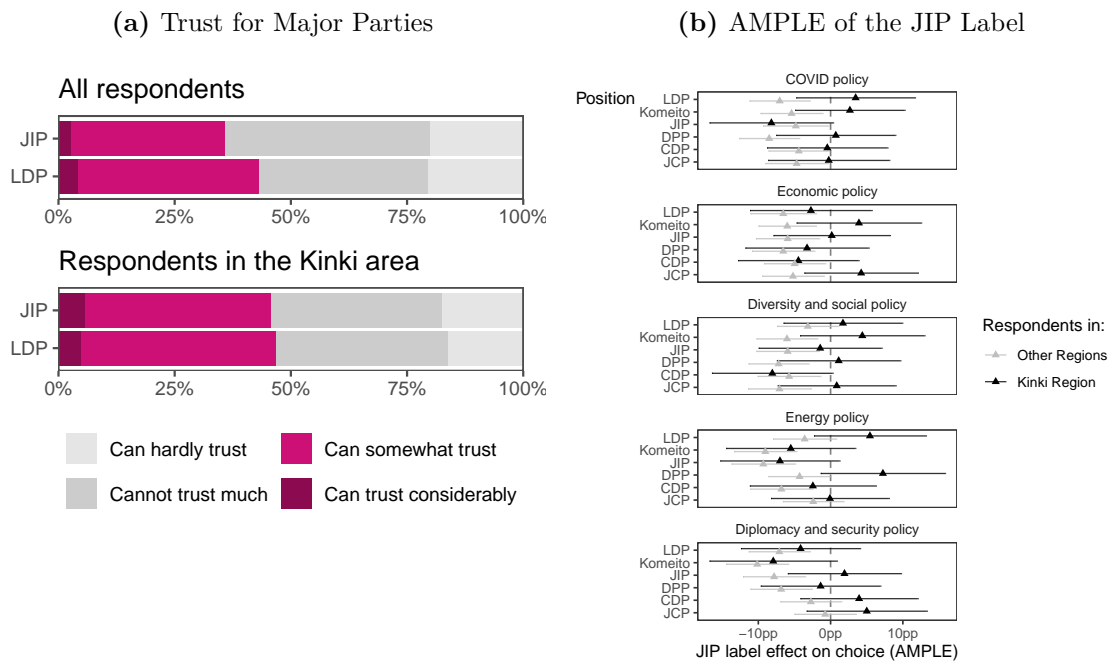 (a) Trust for Major Parties
All respondents
JIP
LDP
0% 25% 50% 75% 100%
Respondents in the Kinki area
JIP
LDP
0% 25% 50% 75% 100%
Can hardly trust
Can somewhat trust
Cannot trust much
Can trust considerably
(b) AMPLE of the JIP Label
Position
COVID policy
LDP
Komeito
JIP
DPP
CDP
JCP
Economic policy
LDP
Komeito
JIP
DPP
CDP
JCP
Diversity and social policy
LDP
Komeito
JIP
DPP
CDP
JCP
Energy policy
LDP
Komeito
JIP
DPP
CDP
JCP
Diplomacy and security policy
LDP
Komeito
JIP
DPP
CDP
JCP
−10pp 0pp 10pp
JIP label effect on choice (AMPLE)
Respondents in:
Other Regions
Kinki Region